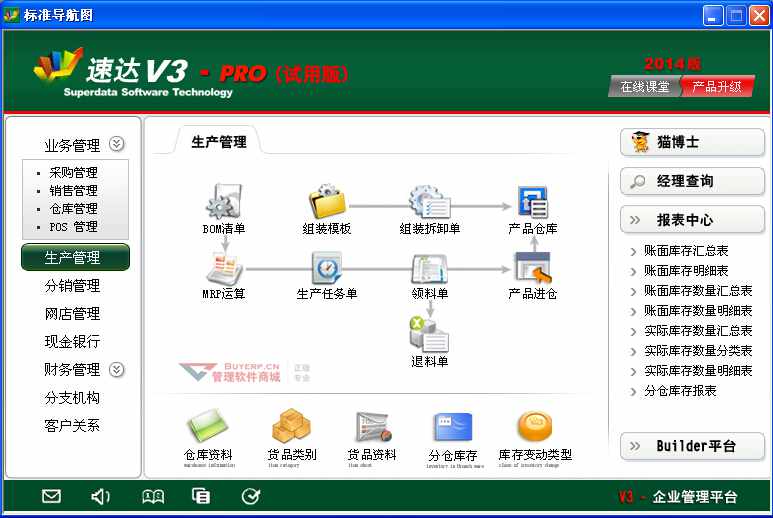 标准导航图
速达V3 - PRO (试用版)
Superdata Software Technology
2014版
在线课堂
产品升级
业务管理
采购管理
销售管理
仓库管理
POS 管理
生产管理
分销管理
网店管理
现金银行
财务管理
分支机构
客户关系
生产管理
BOM清单
组装模板
组装拆卸单
产品仓库
MRP运算
生产任务单
领料单
产品进仓
退料单
BUYERP.CN
管理软件商城
正版
专业
仓库资料
warehouse information
货品类别
item category
货品资料
item about
分仓库存
inventory in branch ware
库存变动类型
class of inventory damage
猫博士
经理查询
报表中心
账面库存汇总表
账面库存明细表
账面库存数量汇总表
账面库存数量明细表
实际库存数量汇总表
实际库存数量分类表
实际库存数量明细表
分仓库存报表
Builder平台
V3 - 企业管理平台